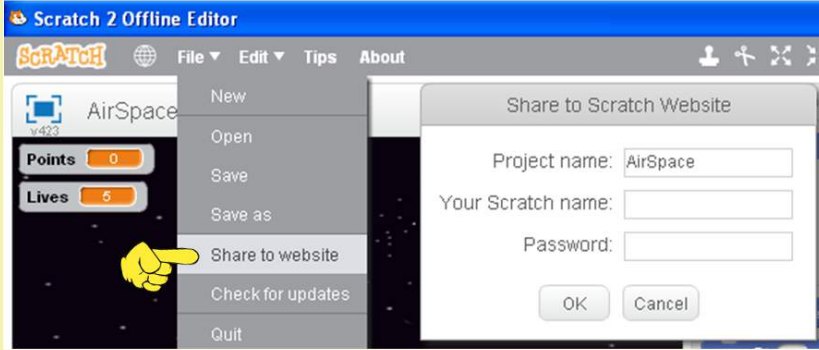 Scratch 2 Offline Editor
SCRATCH File Edit Tips About
AirSpace
v423
Points 0
Lives 5
New
Open
Save
Save as
Share to website
Check for updates
Quit
Share to Scratch Website
Project name: AirSpace
Your Scratch name:
Password:
OK Cancel